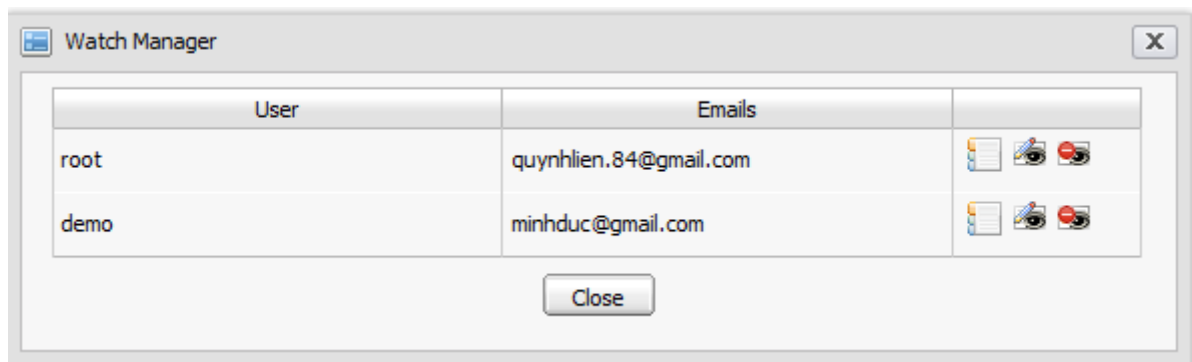 Watch Manager
X
User Emails
root quynhlien.84@gmail.com
demo minhduc@gmail.com
Close